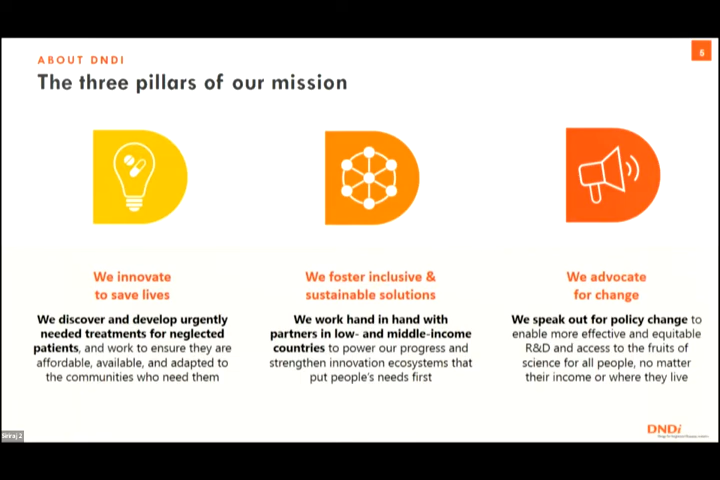 ABOUT DNDI
5
The three pillars of our mission
We innovate
to save lives
We discover and develop urgently
needed treatments for neglected
patients, and work to ensure they are
affordable, available, and adapted to
the communities who need them
We foster inclusive &
sustainable solutions
We work hand in hand with
partners in low- and middle-income
countries to power our progress and
strengthen innovation ecosystems that
put people's needs first
We advocate
for change
We speak out for policy change to
enable more effective and equitable
R&D and access to the fruits of
science for all people, no matter
their income or where they live
DNDi
Siriraj 2